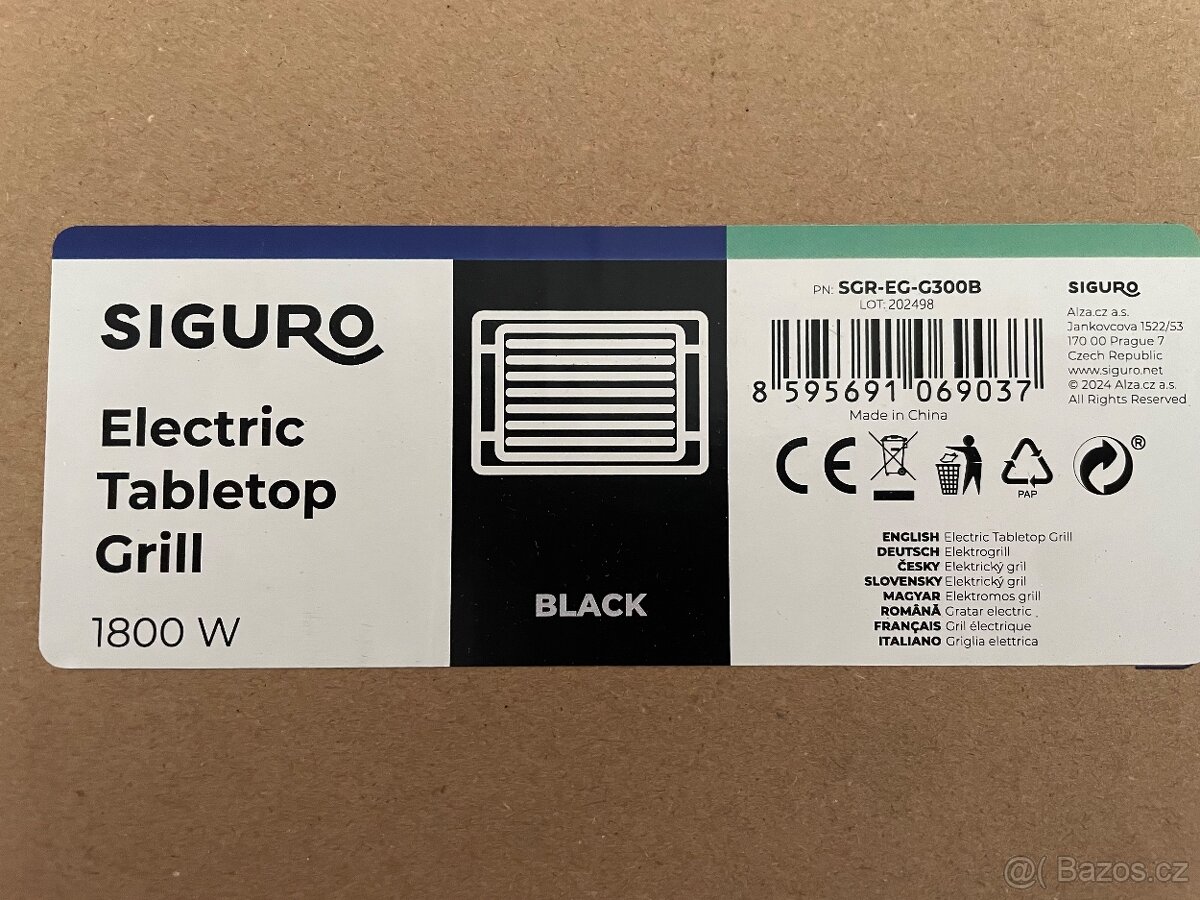 SIGURO
Electric
Tabletop
Grill
1800 W
BLACK
PN: SGR-EG-G300B
LOT: 202498
8 595691 069037
Made in China
CE
PAP
®
SIGURO
Alza.cz a.s.
Jankovcova 1522/53
170 00 Prague 7
Czech Republic
www.siguro.net
© 2024 Alza.cz a.s.
All Rights Reserved
ENGLISH Electric Tabletop Grill
DEUTSCH Elektrogrill
ČESKY Elektrický gril
SLOVENSKY Elektrický gril
MAGYAR Elektromos grill
ROMÂNĂ Gratar electric
FRANÇAIS Gril électrique
ITALIANO Griglia elettrica
@( Bazos.cz